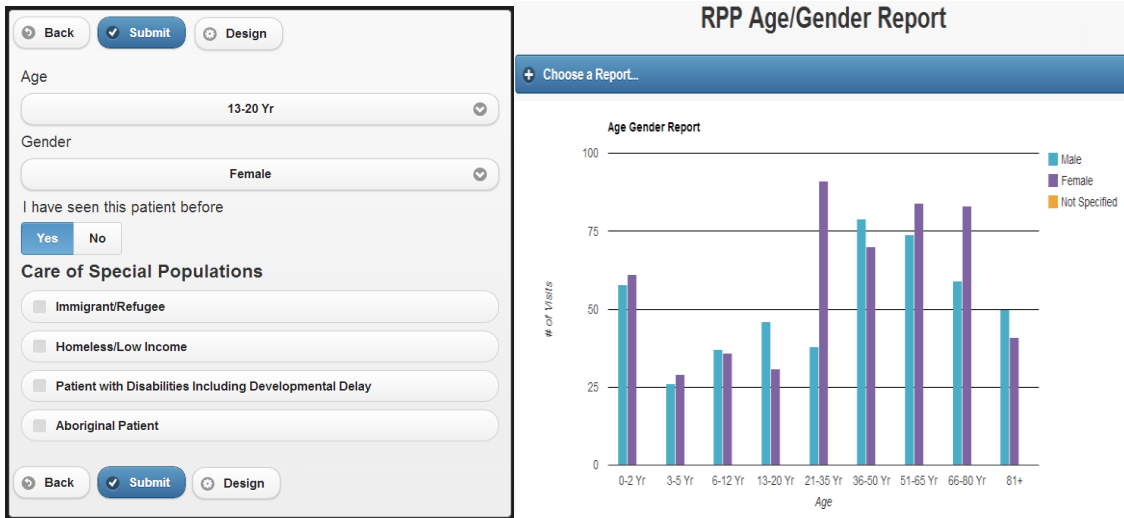 Back
Submit
Design
Age
13-20 Yr
Gender
Female
I have seen this patient before
Yes
No
Care of Special Populations
Immigrant/Refugee
Homeless/Low Income
Patient with Disabilities Including Developmental Delay
Aboriginal Patient
Back
Submit
Design
RPP Age/Gender Report
Choose a Report...
Age Gender Report
100
75
50
25
0
# of Visits
0-2 Yr
3-5 Yr
6-12 Yr
13-20 Yr
21-35 Yr
36-50 Yr
51-65 Yr
66-80 Yr
81+
Age
Male
Female
Not Specified